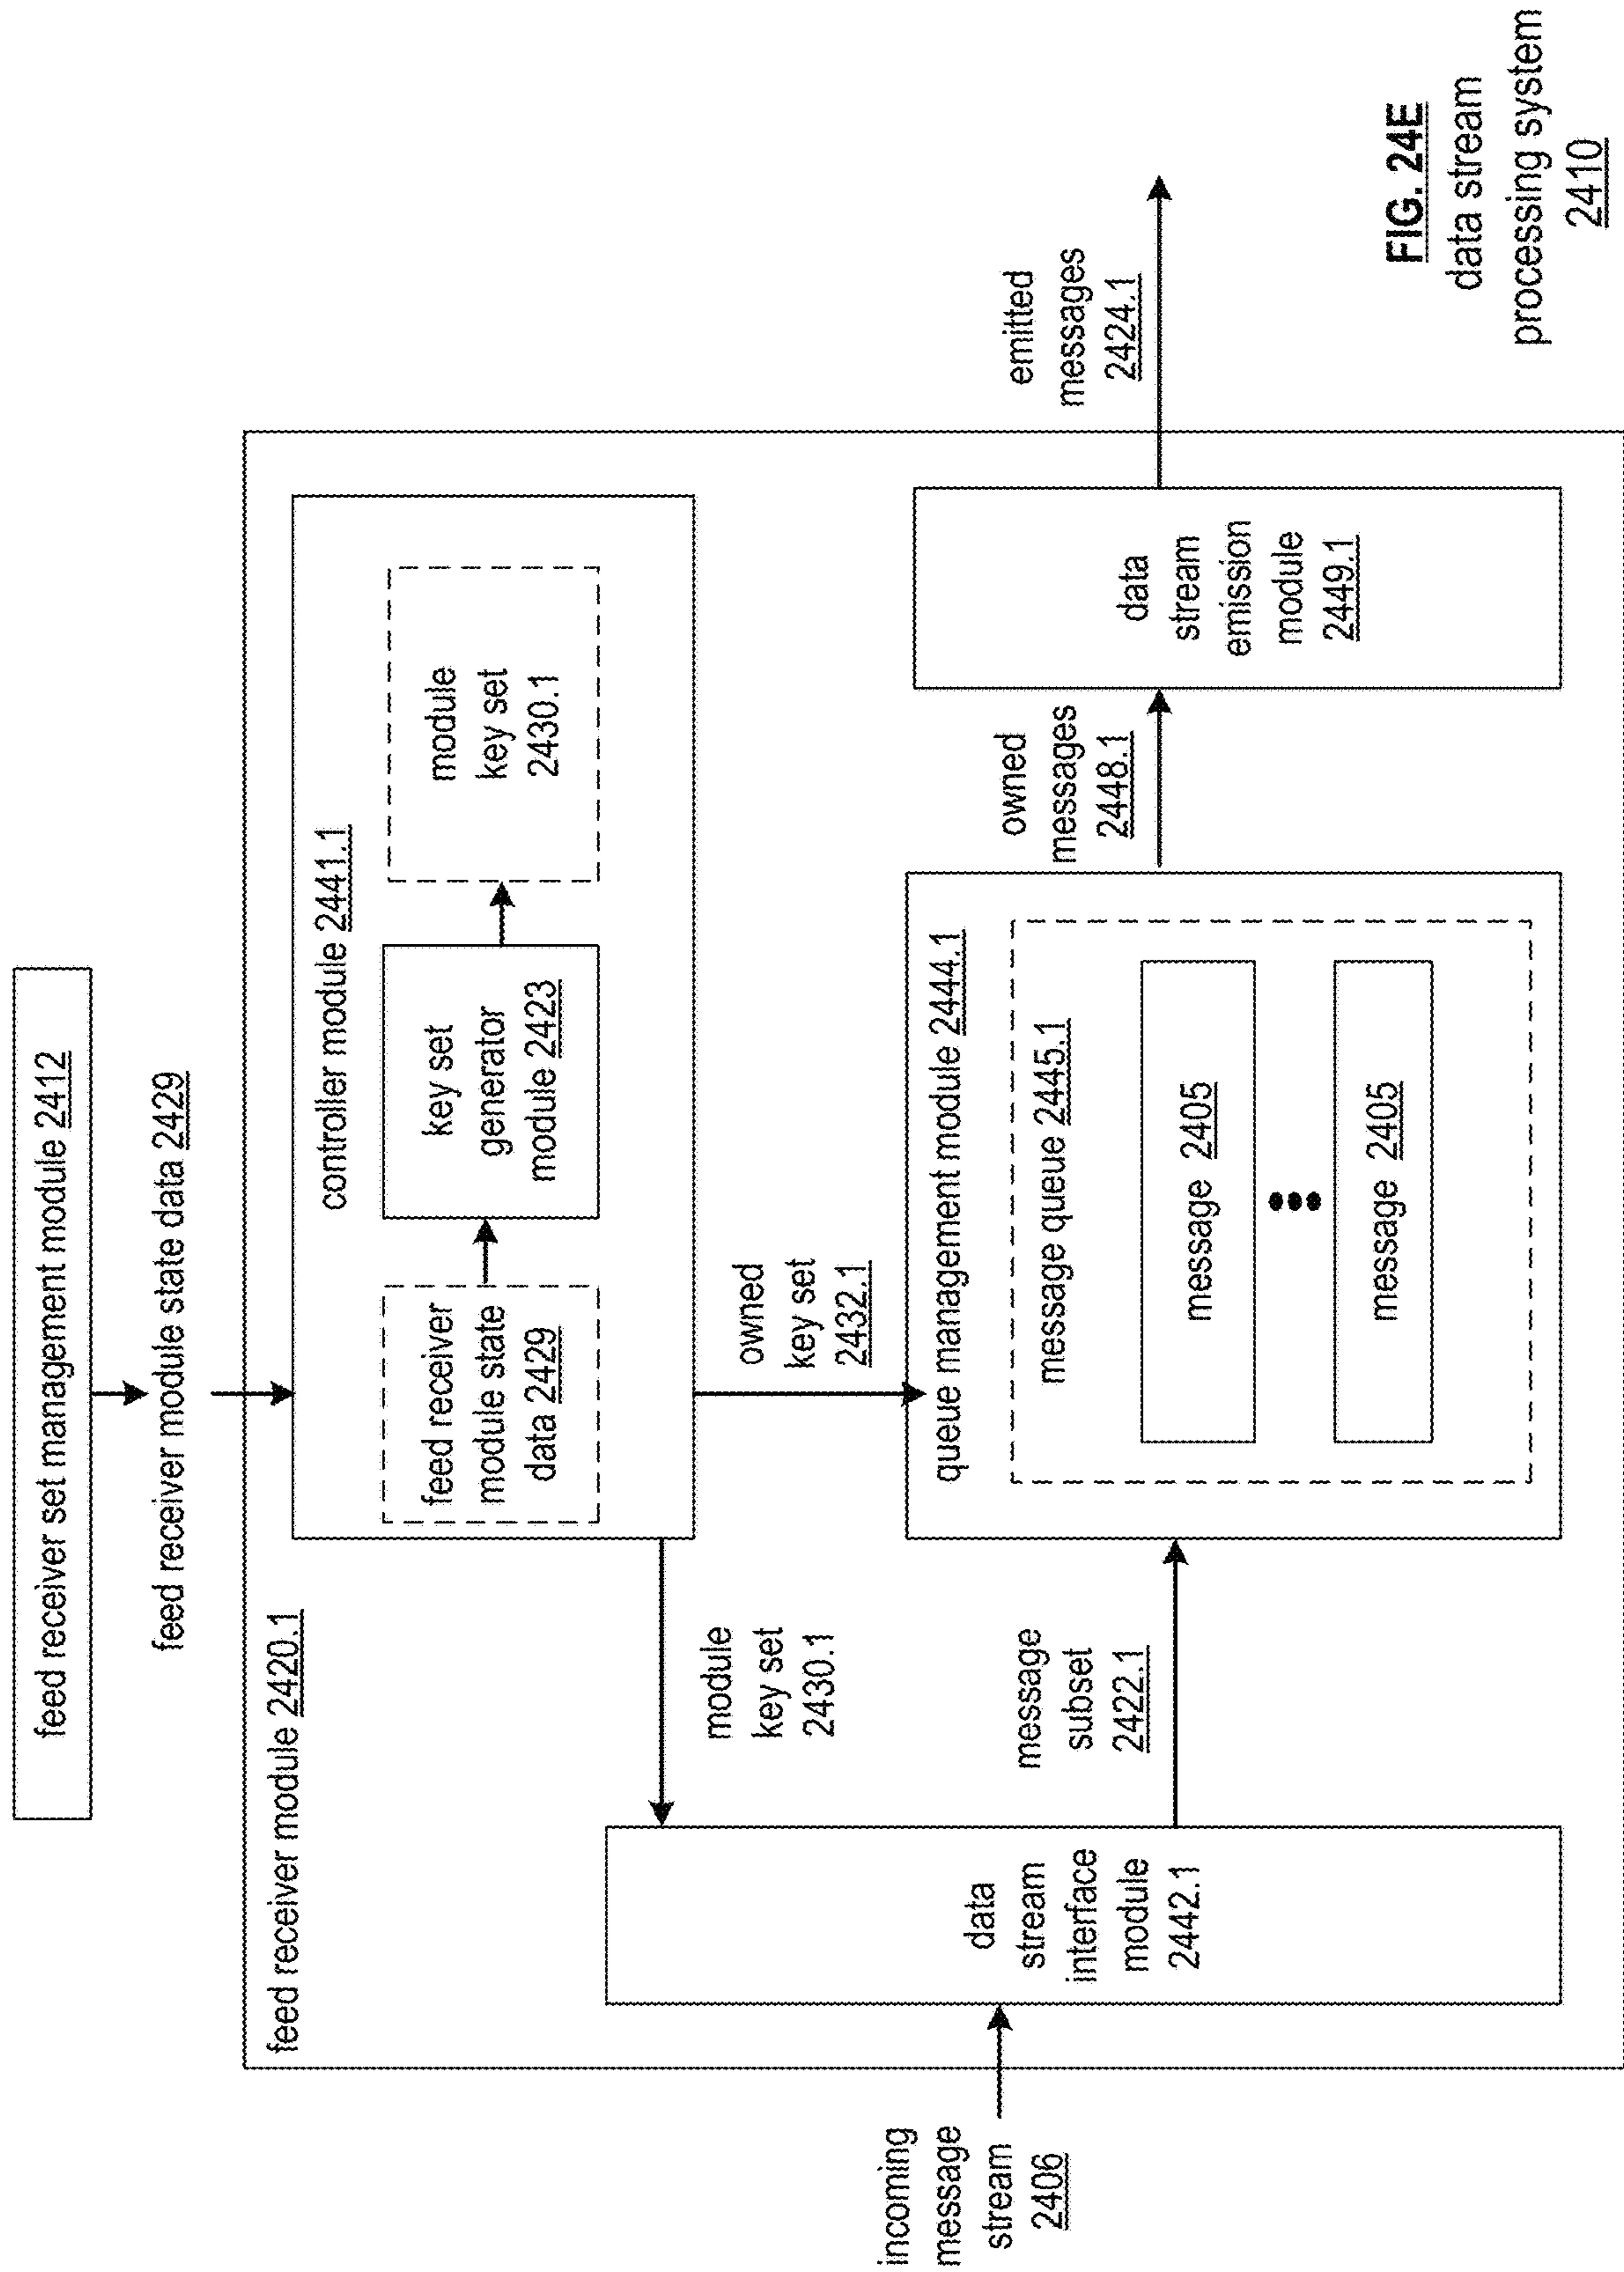 feed receiver set management module 2412
feed receiver module state data 2429
feed receiver module 2420.1
controller module 2441.1
feed receiver
module state
data 2429
key set
generator
module 2423
module
key set
2430.1
module
key set
2430.1
owned
key set
2432.1
incoming
message
stream
2406
data
stream
interface
module
2442.1
message
subset
2422.1
queue management module 2444.1
message queue 2445.1
message 2405
message 2405
owned
messages
2448.1
data
stream
emission
module
2449.1
emitted
messages
2424.1
FIG. 24E
data stream
processing system
2410